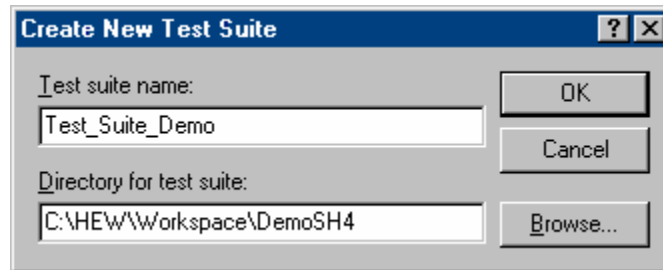 Create New Test Suite
Test suite name:
Test_Suite_Demo
Directory for test suite:
C:\HEW\Workspace\DemoSH4
OK
Cancel
Browse...